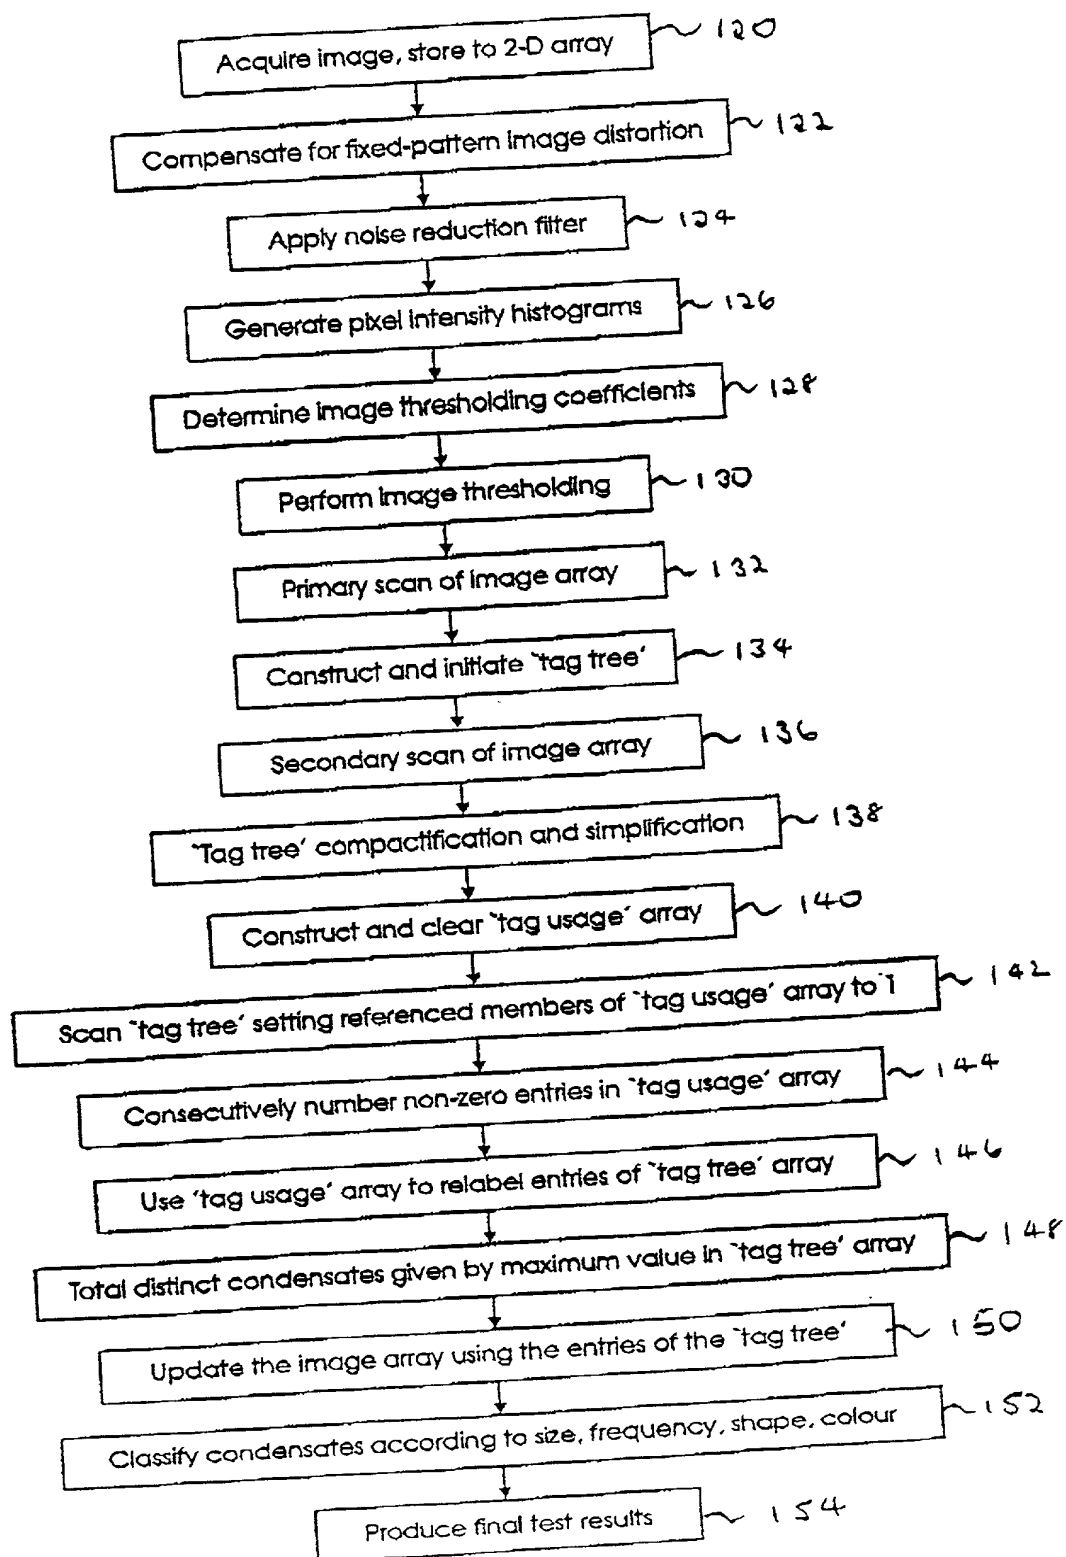 Acquire image, store to 2-D array 120
Compensate for fixed-pattern image distortion 122
Apply noise reduction filter 124
Generate pixel intensity histograms 126
Determine image thresholding coefficients 128
Perform image thresholding 130
Primary scan of image array 132
Construct and initiate `tag tree´ 134
Secondary scan of image array 136
`Tag tree´ compactification and simplification 138
Construct and clear `tag usage´ array 140
Scan `tag tree´ setting referenced members of `tag usage´ array to `1 142
Consecutively number non-zero entries in `tag usage´ array 144
Use ‘tag usage´ array to relabel entries of `tag tree´ array 146
Total distinct condensates given by maximum value in `tag tree´ array 148
Update the image array using the entries of the `tag tree´ 150
Classify condensates according to size, frequency, shape, colour 152
Produce final test results 154